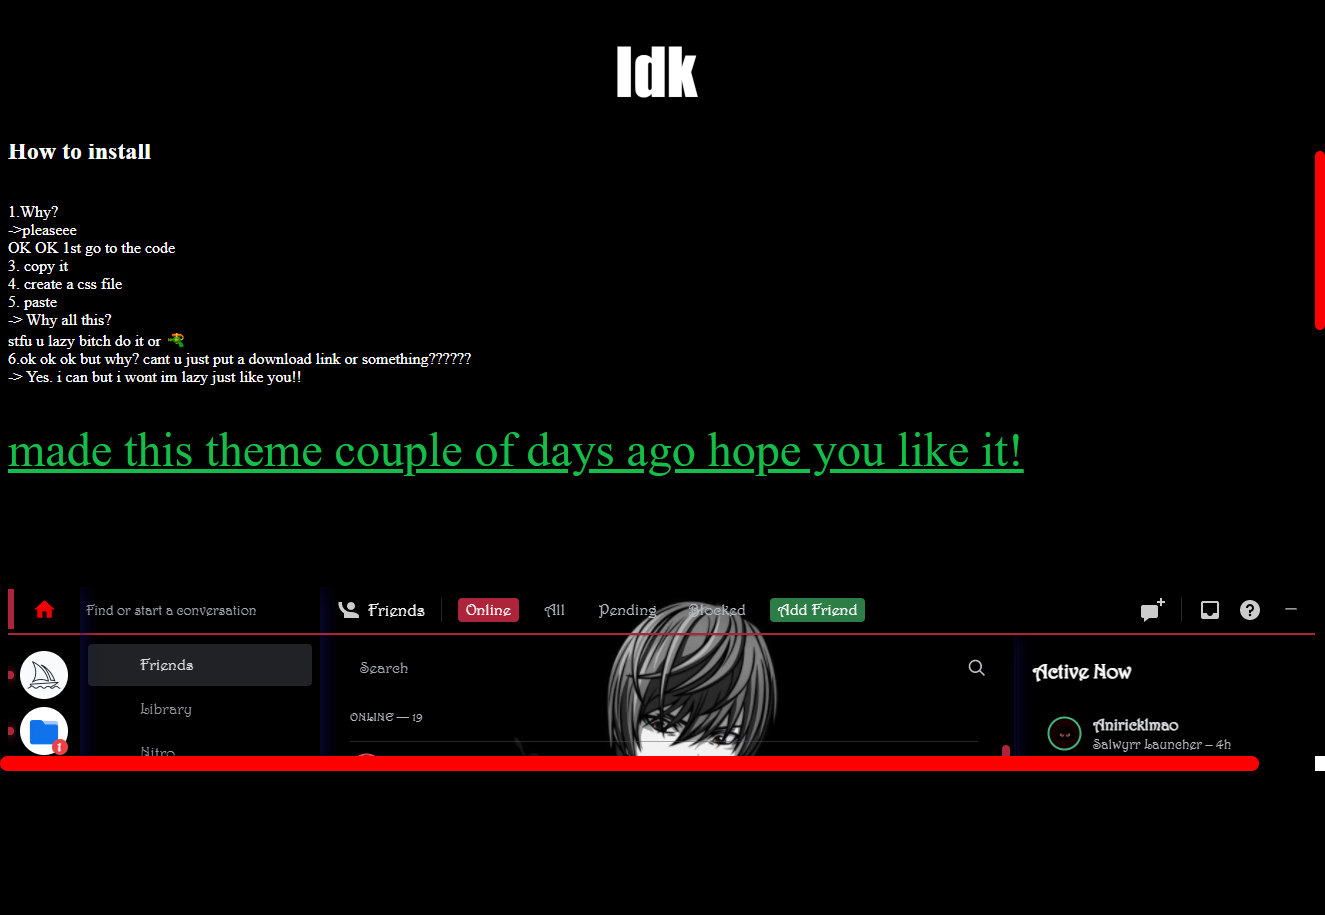 Idk
How to install
1.Why?
->pleaseee
OK OK 1st go to the code
3. copy it
4. create a css file
5. paste
-> Why all this?
stfu u lazy bitch do it or 🔫
6.ok ok ok but why? cant u just put a download link or something??????
-> Yes. i can but i wont im lazy just like you!!
made this theme couple of days ago hope you like it!
Find or start a conversation
Friends
Online
All
Pending
Blocked
Add Friend
Friends
Search
Active Now
Library
ONLINE — 19
Aniricklmao
Salwyrr Launcher – 4h
1
Nitro